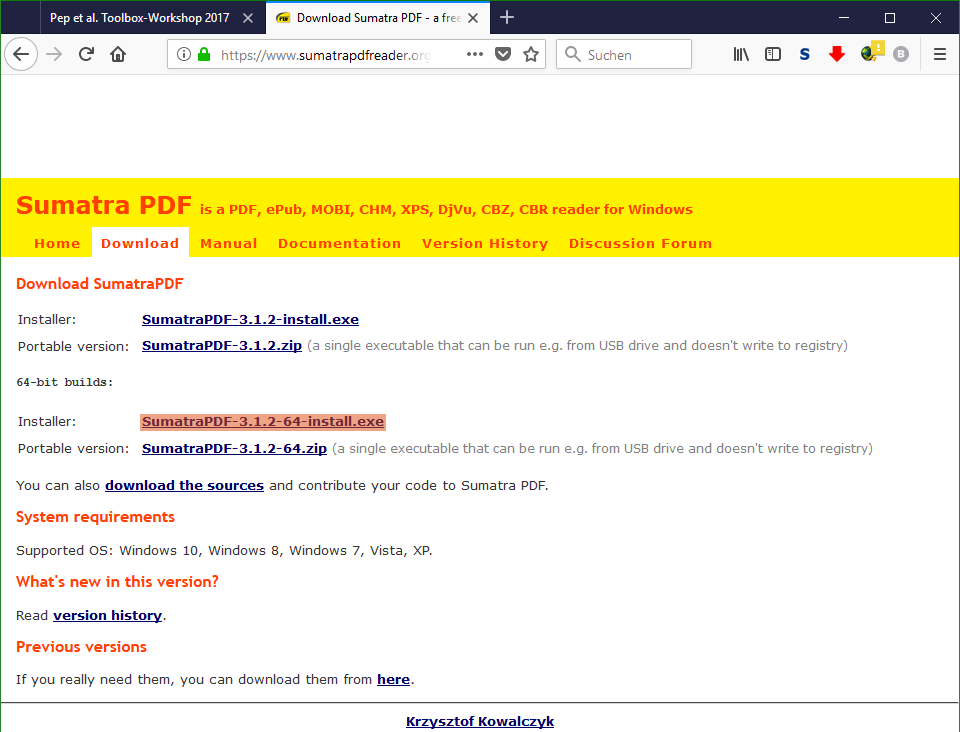 Pep et al. Toolbox-Workshop 2017
Download Sumatra PDF - a free
https://www.sumatrapdfreader.org
Suchen
S
B
Sumatra PDF is a PDF, ePub, MOBI, CHM, XPS, DjVu, CBZ, CBR reader for Windows
Home Download Manual Documentation Version History Discussion Forum
Download SumatraPDF
Installer: SumatraPDF-3.1.2-install.exe
Portable version: SumatraPDF-3.1.2.zip (a single executable that can be run e.g. from USB drive and doesn't write to registry)
64-bit builds:
Installer: SumatraPDF-3.1.2-64-install.exe
Portable version: SumatraPDF-3.1.2-64.zip (a single executable that can be run e.g. from USB drive and doesn't write to registry)
You can also download the sources and contribute your code to Sumatra PDF.
System requirements
Supported OS: Windows 10, Windows 8, Windows 7, Vista, XP.
What's new in this version?
Read version history.
Previous versions
If you really need them, you can download them from here.
Krzysztof Kowalczyk